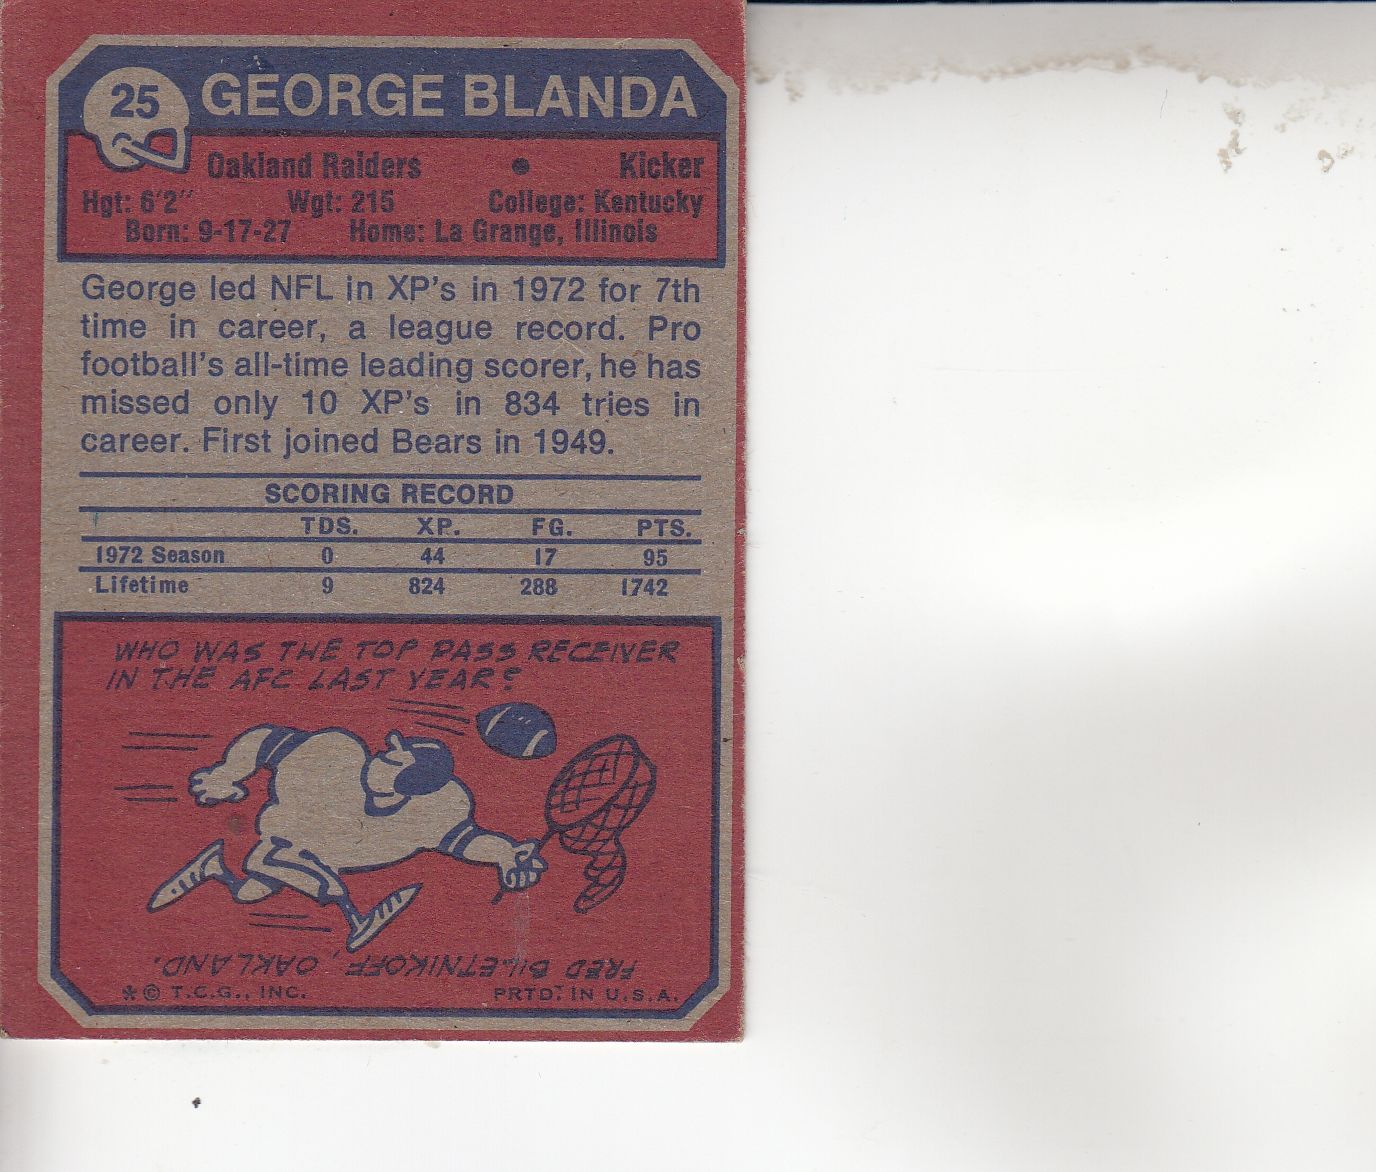 25 GEORGE BLANDA
Oakland Raiders • Kicker
Hgt: 6'2" Wgt: 215 College: Kentucky
Born: 9-17-27 Home: La Grange, Illinois
George led NFL in XP's in 1972 for 7th
time in career, a league record. Pro
football's all-time leading scorer, he has
missed only 10 XP's in 834 tries in
career. First joined Bears in 1949.
SCORING RECORD
TDS. XP. FG. PTS.
1972 Season 0 44 17 95
Lifetime 9 824 288 1742
WHO WAS THE TOP PASS RECEIVER
IN THE AFC LAST YEAR?
FRED BILETNIKOFF, OAKLAND.
* © T.C.G., INC. PRTD. IN U.S.A.